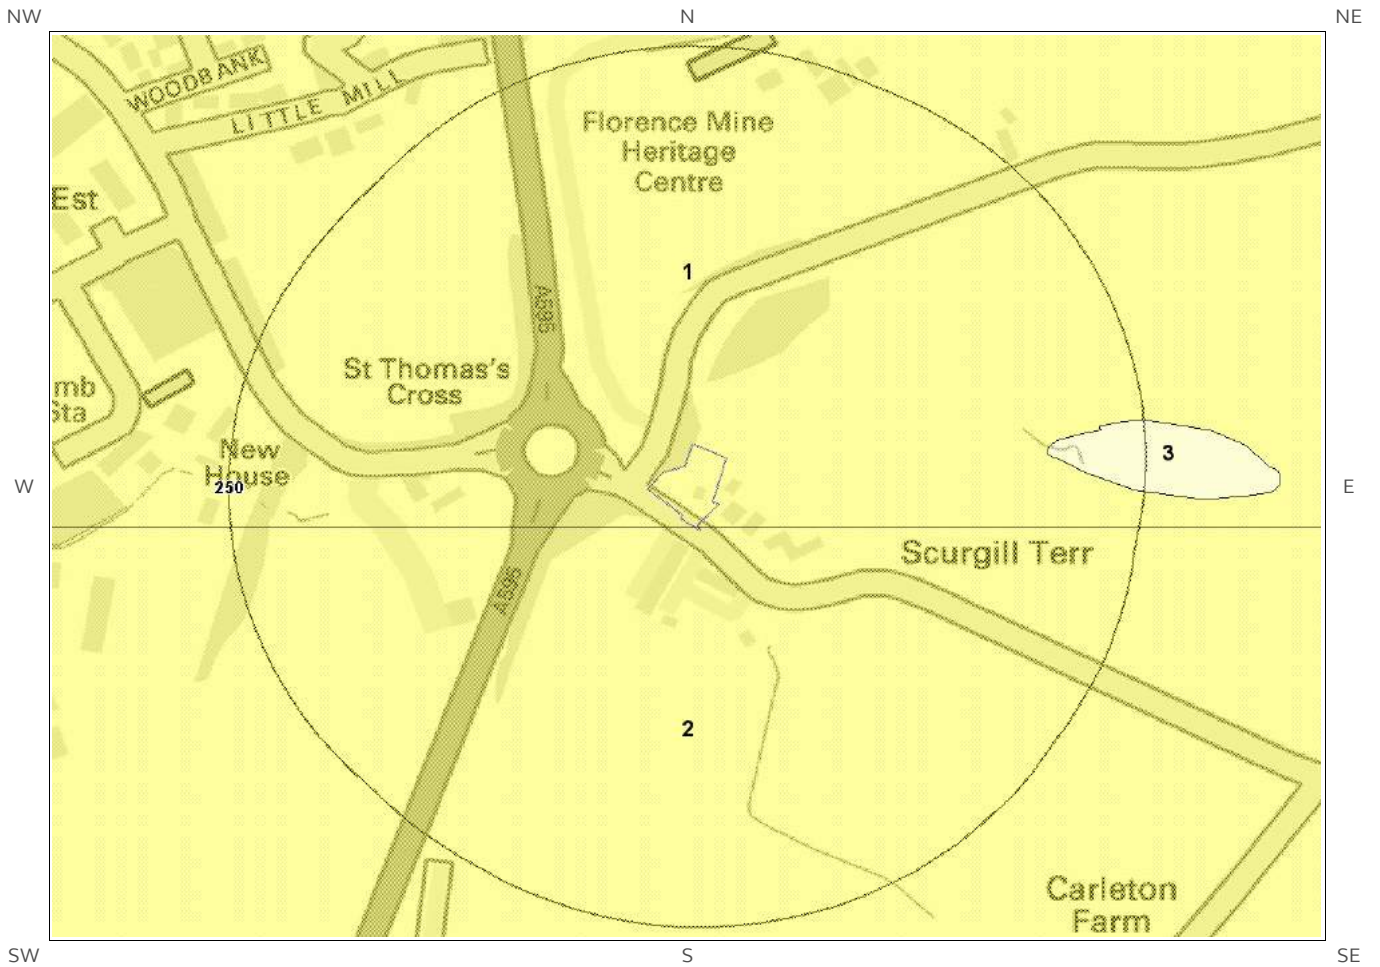 NW
N
NE
WOODBANK
LITTLE MILL
Florence Mine
Heritage
Centre
Est
1
A595
St Thomas's
Cross
mb
Sta
New
House
250
3
W
E
Scurgill Terr
A595
2
Carleton
Farm
SW
S
SE